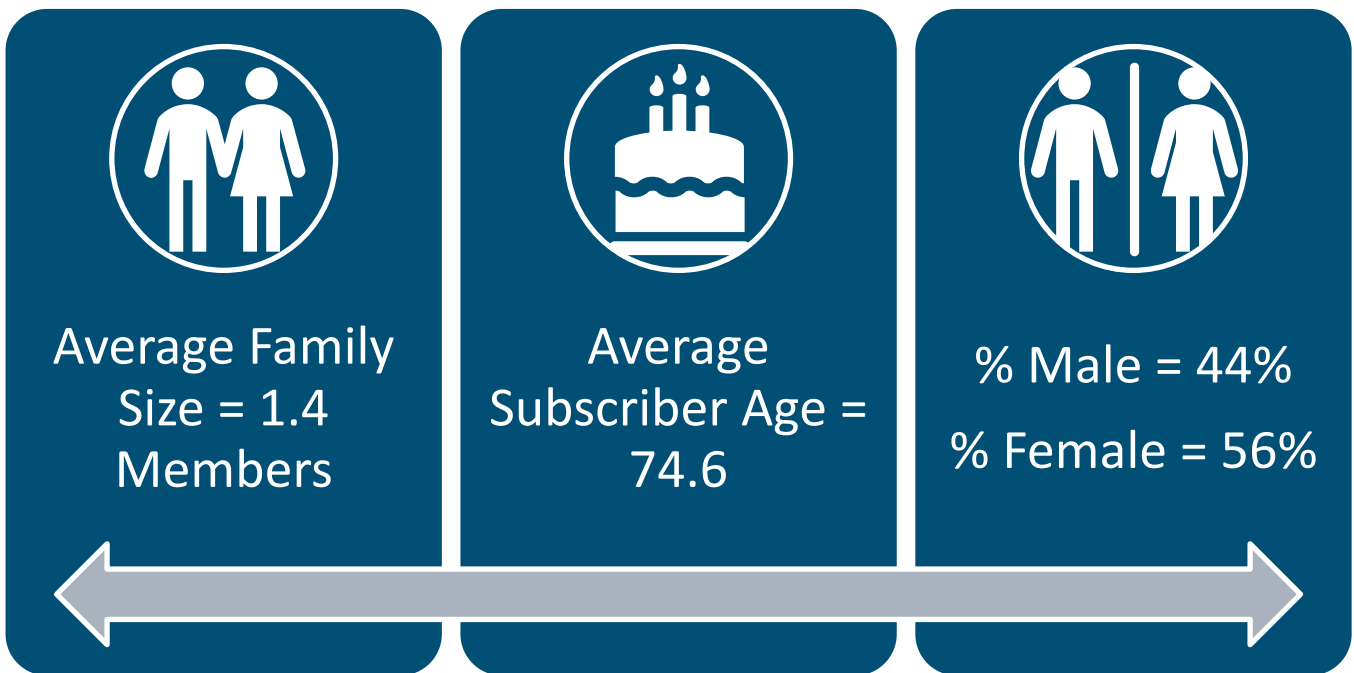 Average Family
Size = 1.4
Members
Average
Subscriber Age =
74.6
% Male = 44%
% Female = 56%